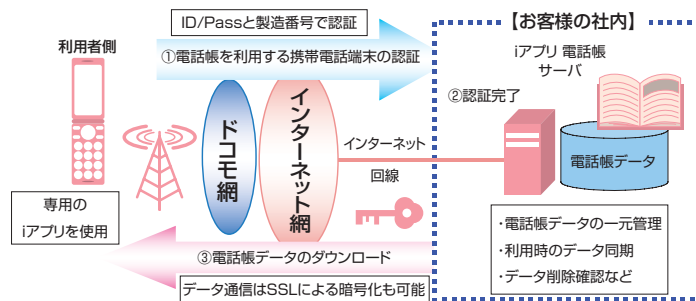 ID/Passと製造番号で認証
①電話帳を利用する携帯電話端末の認証
利用者側
専用の
iアプリを使用
ドコモ網
インターネット網
インターネット
回線
③電話帳データのダウンロード
データ通信はSSLによる暗号化も可能
【お客様の社内】
iアプリ 電話帳
サーバ
②認証完了
電話帳データ
・電話帳データの一元管理
・利用時のデータ同期
・データ削除確認など